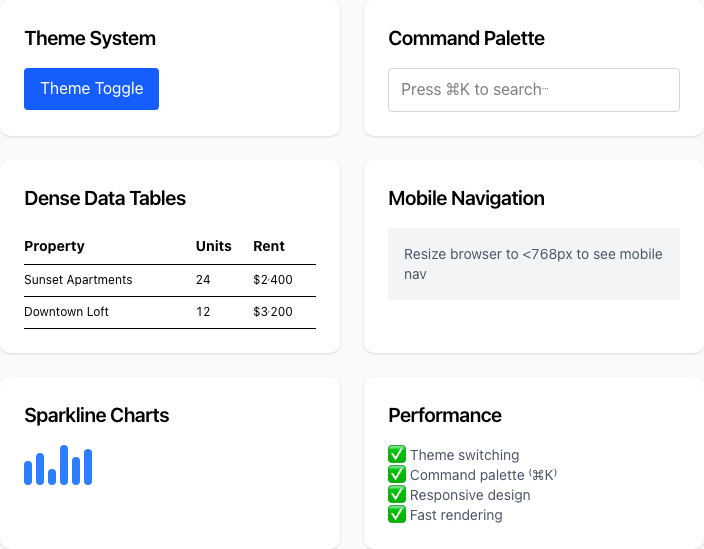 Theme System
Theme Toggle
Command Palette
Press ⌘K to search...
Dense Data Tables
Property Units Rent
Sunset Apartments 24 $2,400
Downtown Loft 12 $3,200
Mobile Navigation
Resize browser to <768px to see mobile
nav
Sparkline Charts
Performance
✅ Theme switching
✅ Command palette (⌘K)
✅ Responsive design
✅ Fast rendering